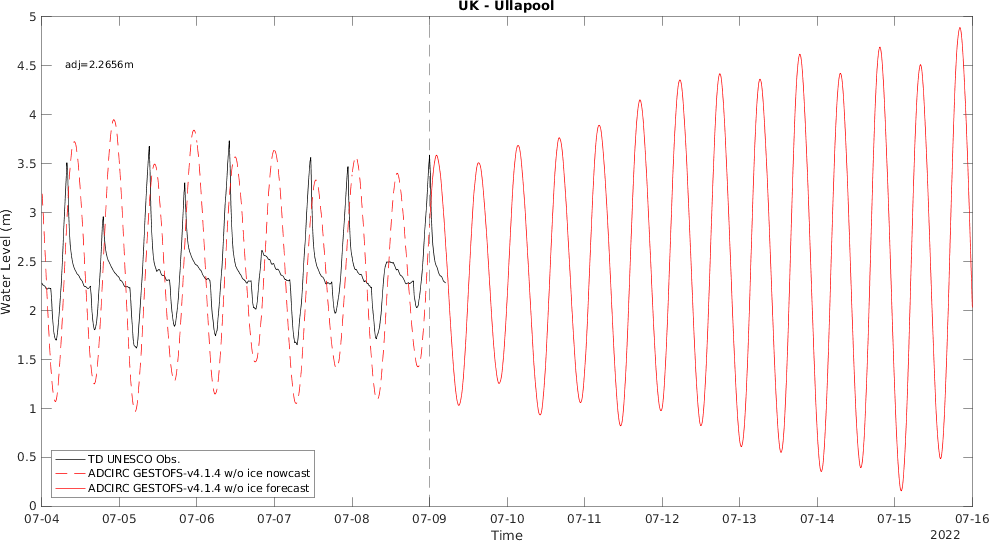 UK - Ullapool
5
4.5
4
3.5
3
2.5
2
1.5
1
0.5
0
Water Level (m)
adj=2.2656m
TD UNESCO Obs.
ADCIRC GESTOFS-v4.1.4 w/o ice nowcast
ADCIRC GESTOFS-v4.1.4 w/o ice forecast
07-04 07-05 07-06 07-07 07-08 07-09 07-10 07-11 07-12 07-13 07-14 07-15 07-16
Time
2022